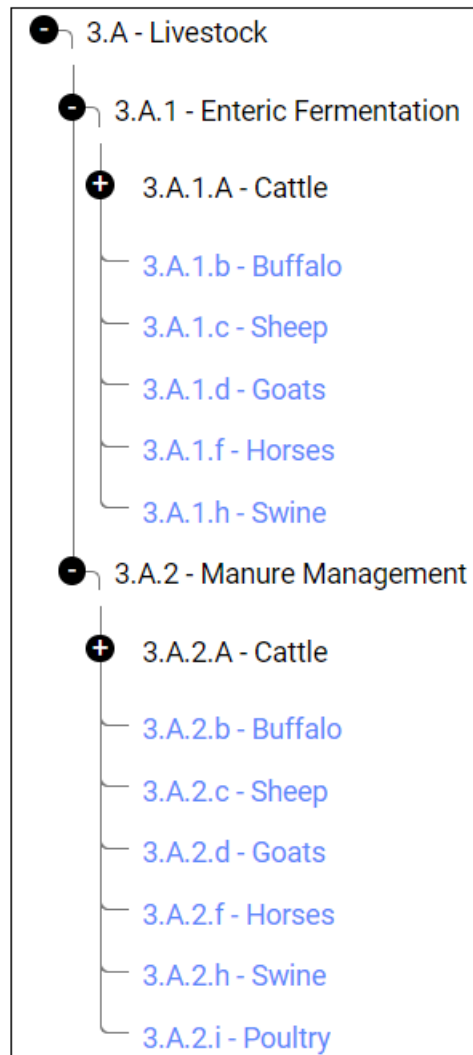 3.A - Livestock
3.A.1 - Enteric Fermentation
3.A.1.A - Cattle
3.A.1.b - Buffalo
3.A.1.c - Sheep
3.A.1.d - Goats
3.A.1.f - Horses
3.A.1.h - Swine
3.A.2 - Manure Management
3.A.2.A - Cattle
3.A.2.b - Buffalo
3.A.2.c - Sheep
3.A.2.d - Goats
3.A.2.f - Horses
3.A.2.h - Swine
3.A.2.i - Poultry